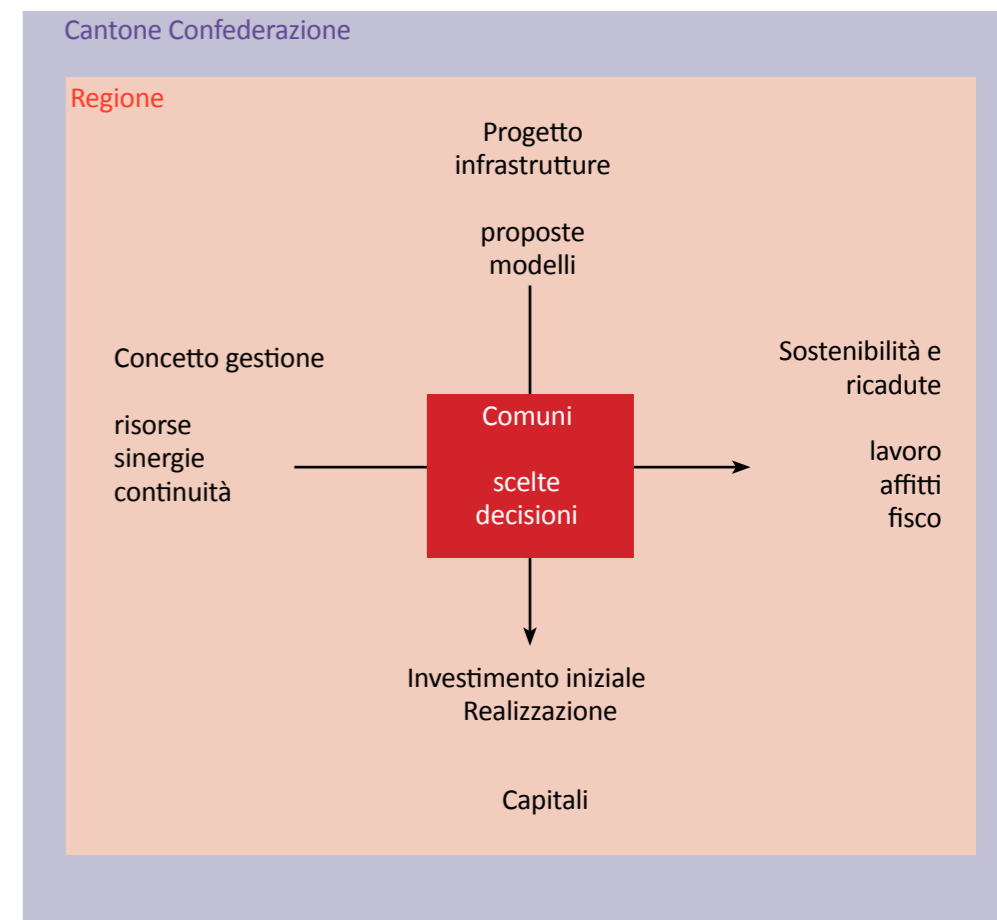 Cantone Confederazione
Regione
Progetto
infrastrutture
proposte
modelli
Concetto gestione
risorse
sinergie
continuità
Comuni
scelte
decisioni
Sostenibilità e
ricadute
lavoro
affitti
fisco
Investimento iniziale
Realizzazione
Capitali